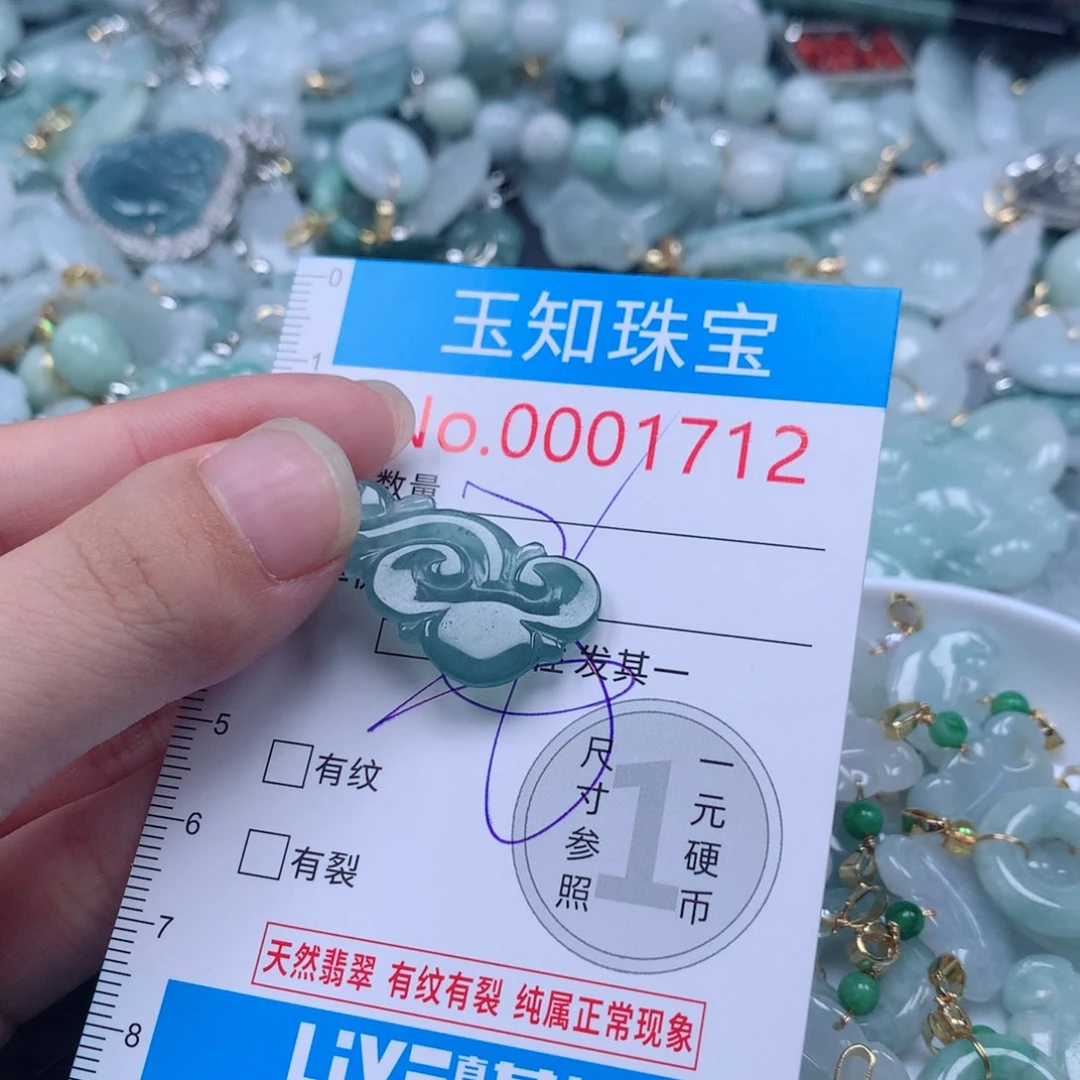 0
玉知珠宝
1
No.0001712
数量
任发其一
5
有纹
6
有裂
尺寸参照
1
一元硬币
7
天然翡翠 有纹有裂 纯属正常现象
8
LiVE